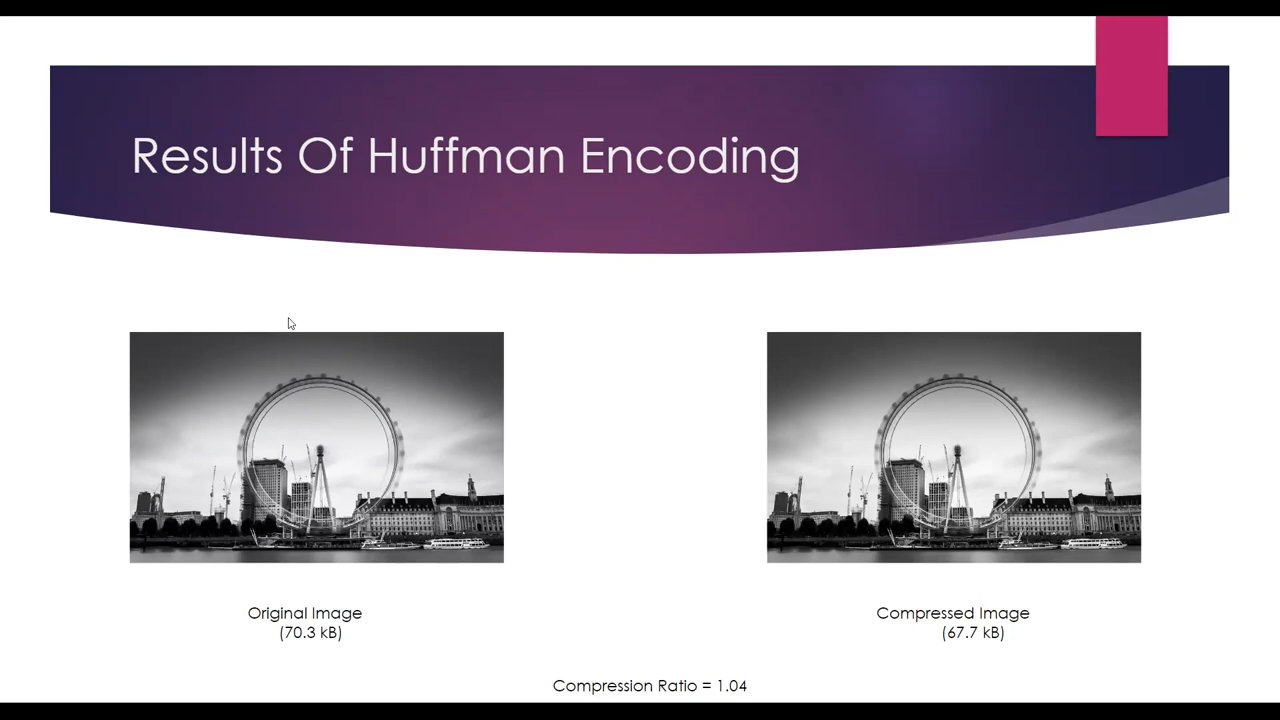 Results Of Huffman Encoding
Original Image
(70.3 kB)
Compressed Image
(67.7 kB)
Compression Ratio = 1.04